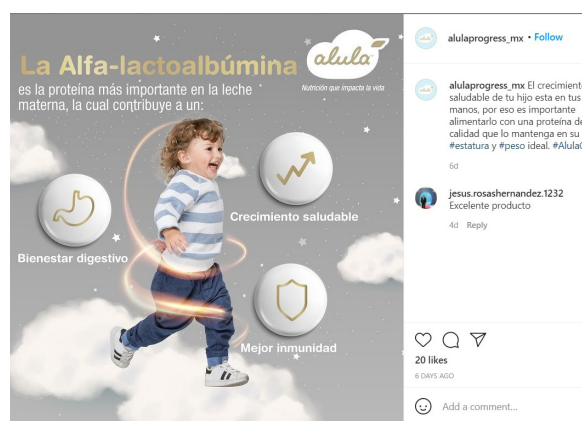 La Alfa-lactoalbúmina
es la proteína más importante en la leche
materna, la cual contribuye a un:
alula
Nutrición que impacta la vida
Crecimiento saludable
Bienestar digestivo
Mejor inmunidad
alulaprogress_mx • Follow
alulaprogress_mx El crecimiento
saludable de tu hijo esta en tus
manos, por eso es importante
alimentarlo con una proteína de
calidad que lo mantenga en su
#estatura y #peso ideal. #Alula
6d
jesus.rosashernandez.1232
Excelente producto
4d Reply
20 likes
6 DAYS AGO
Add a comment...